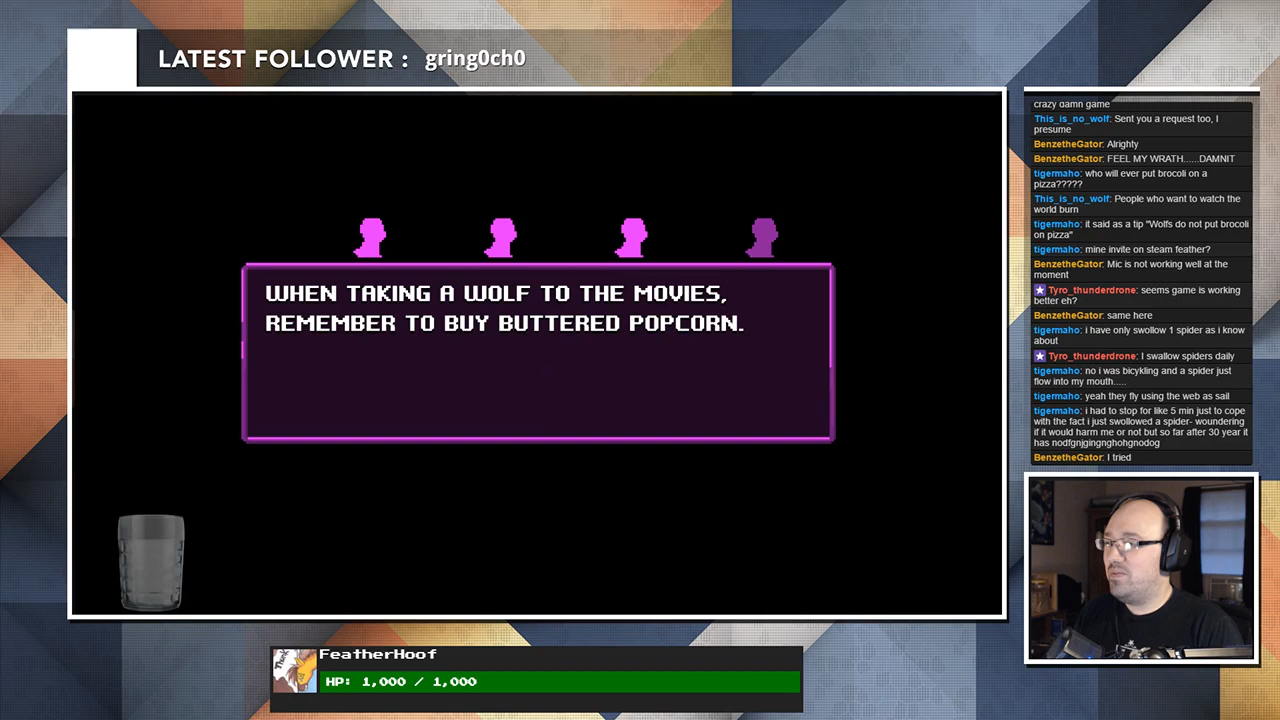 LATEST FOLLOWER : gring0ch0
WHEN TAKING A WOLF TO THE MOVIES,
REMEMBER TO BUY BUTTERED POPCORN.
crazy damn game
This_is_no_wolf: Sent you a request too, I
presume
BenzetheGator: Alrighty
BenzetheGator: FEEL MY WRATH......DAMNIT
tigermaho: who will ever put brocoli on a
pizza?????
This_is_no_wolf: People who want to watch the
world burn
tigermaho: it said as a tip "Wolfs do not put brocoli
on pizza"
tigermaho: mine invite on steam feather?
BenzetheGator: Mic is not working well at the
moment
Tyro_thunderdrone: seems game is working
better eh?
BenzetheGator: same here
tigermaho: i have only swollow 1 spider as i know
about
Tyro_thunderdrone: I swallow spiders daily
tigermaho: no i was bicykling and a spider just
flow into my mouth.....
tigermaho: yeah they fly using the web as sail
tigermaho: i had to stop for like 5 min just to cope
with the fact i just swollowed a spider- woundering
if it would harm me or not but so far after 30 year it
has nodfgnjgingnghohgnodog
BenzetheGator: I tried
Think
FeatherHoof
HP: 1,000 / 1,000